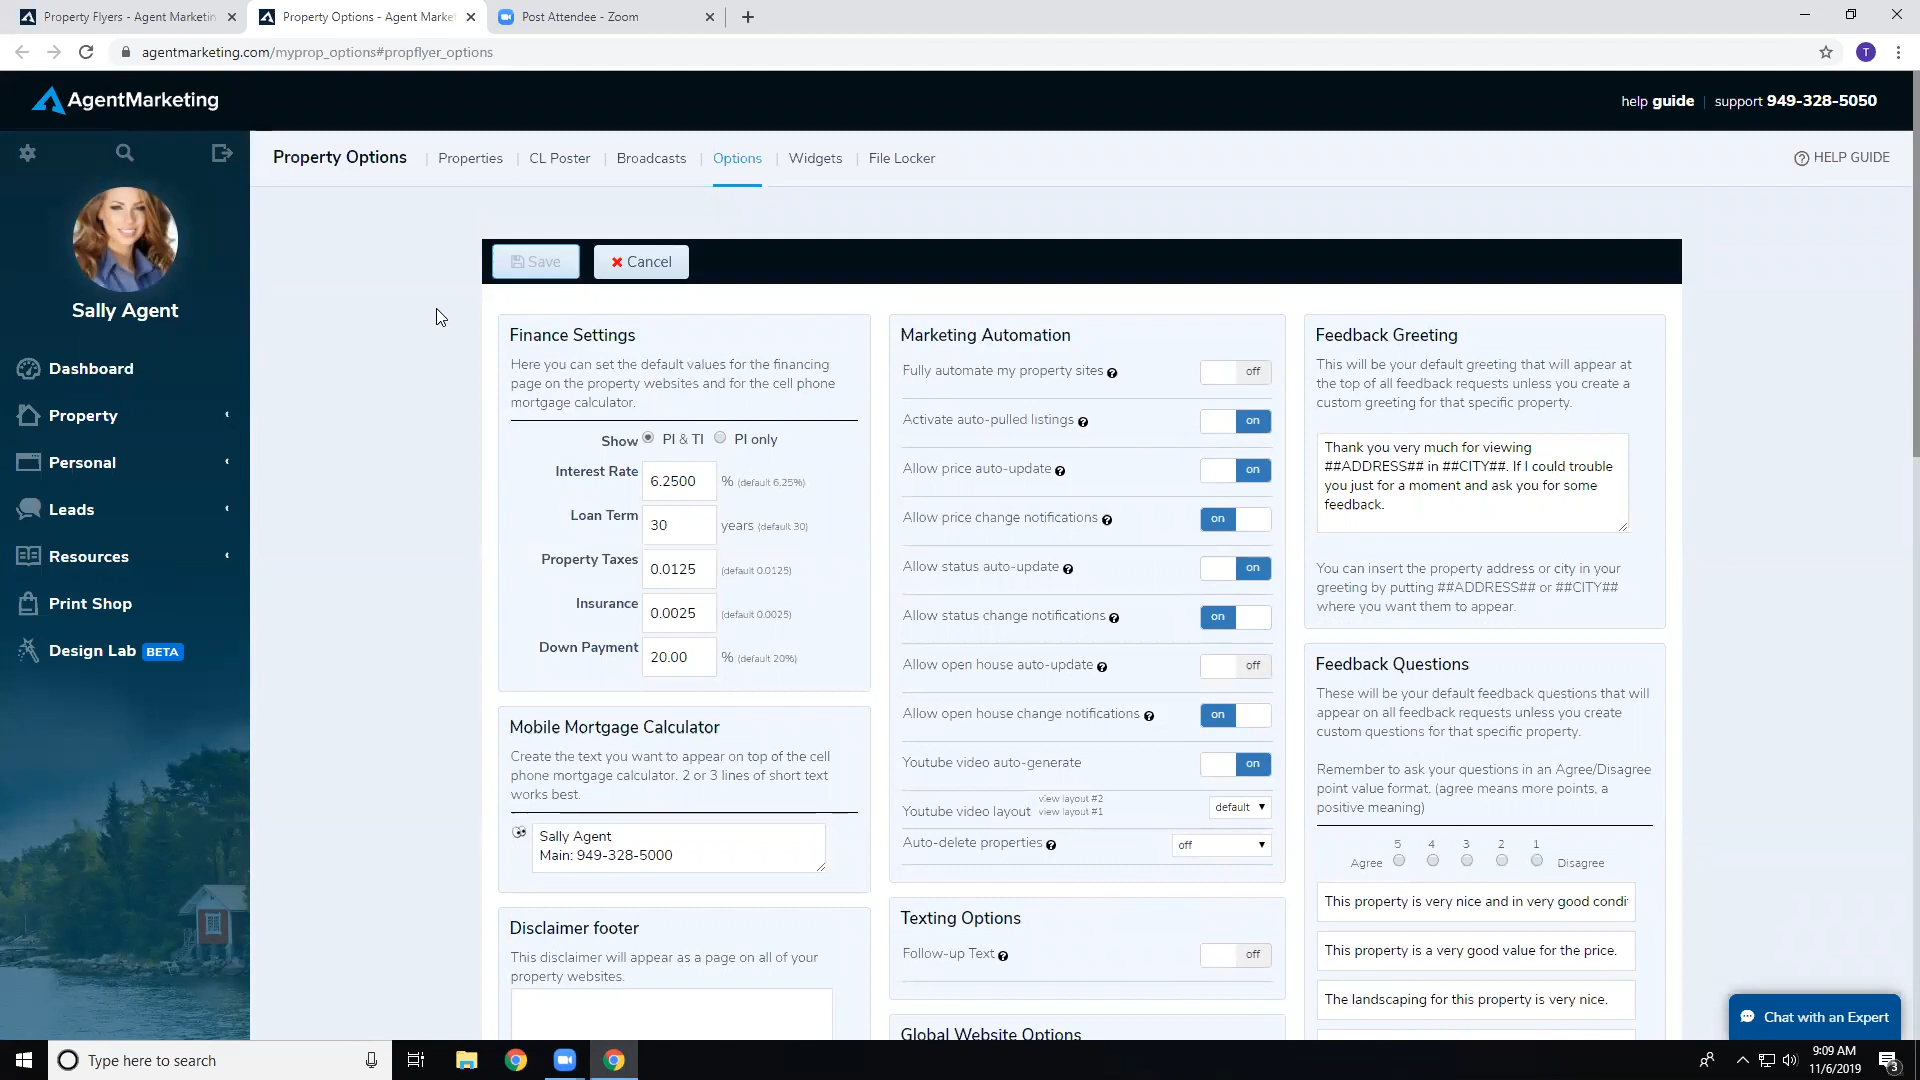 Property Flyers - Agent Marketin
Property Options - Agent Market
Post Attendee - Zoom
agentmarketing.com/myprop_options#propflyer_options
T
AgentMarketing
help guide | support 949-328-5050
Property Options | Properties | CL Poster | Broadcasts | Options | Widgets | File Locker
HELP GUIDE
Sally Agent
Dashboard
Property
Personal
Leads
Resources
Print Shop
Design Lab BETA
Save
Cancel
Finance Settings
Here you can set the default values for the financing
page on the property websites and for the cell phone
mortgage calculator.
Show PI & TI PI only
Interest Rate 6.2500 % (default 6.25%)
Loan Term 30 years (default 30)
Property Taxes 0.0125 (default 0.0125)
Insurance 0.0025 (default 0.0025)
Down Payment 20.00 % (default 20%)
Mobile Mortgage Calculator
Create the text you want to appear on top of the cell
phone mortgage calculator. 2 or 3 lines of short text
works best.
Sally Agent
Main: 949-328-5000
Disclaimer footer
This disclaimer will appear as a page on all of your
property websites.
Marketing Automation
Fully automate my property sites off
Activate auto-pulled listings on
Allow price auto-update on
Allow price change notifications on
Allow status auto-update on
Allow status change notifications on
Allow open house auto-update off
Allow open house change notifications on
Youtube video auto-generate on
Youtube video layout view layout #2 default
view layout #1
Auto-delete properties off
Texting Options
Follow-up Text off
Global Website Options
Feedback Greeting
This will be your default greeting that will appear at
the top of all feedback requests unless you create a
custom greeting for that specific property.
Thank you very much for viewing
##ADDRESS## in ##CITY##. If I could trouble
you just for a moment and ask you for some
feedback.
You can insert the property address or city in your
greeting by putting ##ADDRESS## or ##CITY##
where you want them to appear.
Feedback Questions
These will be your default feedback questions that will
appear on all feedback requests unless you create
custom questions for that specific property.
Remember to ask your questions in an Agree/Disagree
point value format. (agree means more points, a
positive meaning)
5 4 3 2 1
Agree Disagree
This property is very nice and in very good condi
This property is a very good value for the price.
The landscaping for this property is very nice.
Chat with an Expert
Type here to search
9:09 AM
11/6/2019
3